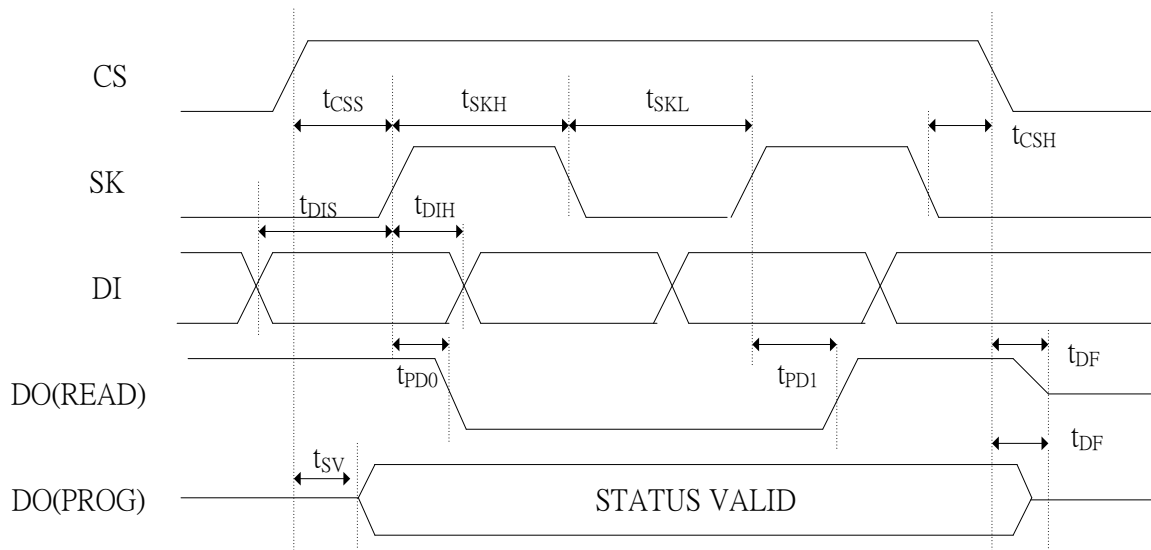 CS
tCSS
tSKH
tSKL
tCSH
SK
tDIS
tDIH
DI
tPD0
tPD1
tDF
DO(READ)
tDF
tSV
DO(PROG)
STATUS VALID